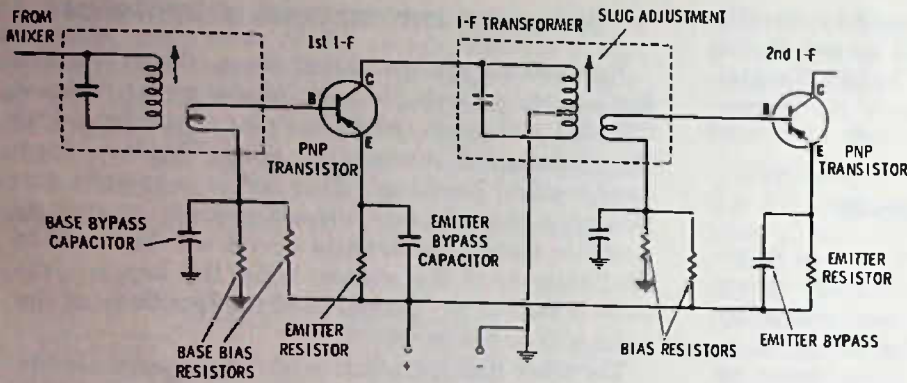 FROM
MIXER
I-F TRANSFORMER
SLUG ADJUSTMENT
1st I-F
2nd I-F
C
B
E
PNP
TRANSISTOR
C
B
E
PNP
TRANSISTOR
BASE BYPASS
CAPACITOR
EMITTER
BYPASS
CAPACITOR
BASE BIAS
RESISTORS
EMITTER
RESISTOR
+
-
BIAS RESISTORS
EMITTER
RESISTOR
EMITTER BYPASS